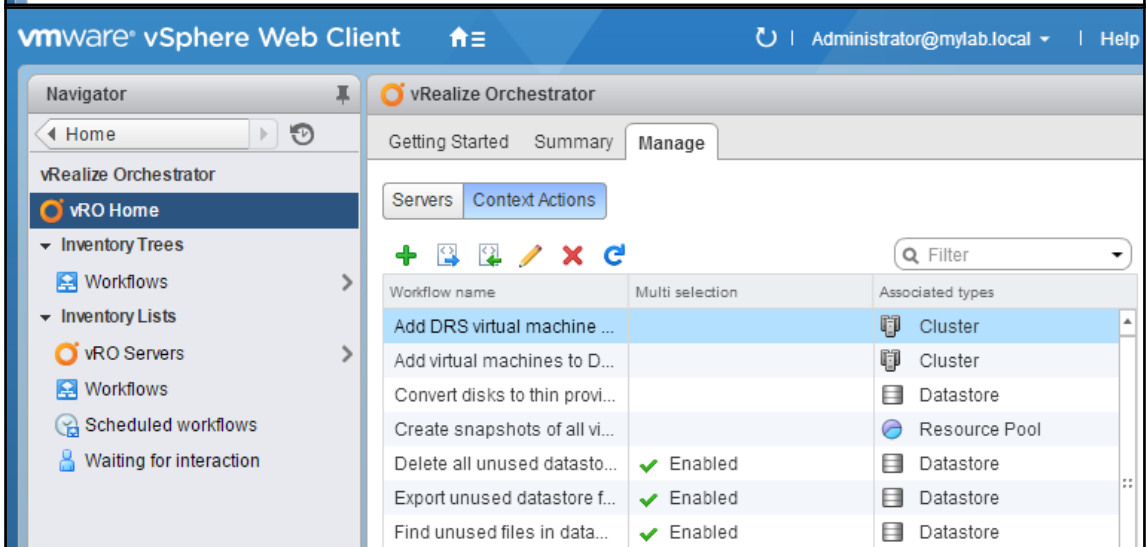 vmware® vSphere Web Client
Administrator@mylab.local
Help
Navigator
Home
vRealize Orchestrator
vRO Home
Inventory Trees
Workflows
Inventory Lists
vRO Servers
Workflows
Scheduled workflows
Waiting for interaction
vRealize Orchestrator
Getting Started Summary Manage
Servers Context Actions
Filter
Workflow name Multi selection Associated types
Add DRS virtual machine ... Cluster
Add virtual machines to D... Cluster
Convert disks to thin provi... Datastore
Create snapshots of all vi... Resource Pool
Delete all unused datasto... Enabled Datastore
Export unused datastore f... Enabled Datastore
Find unused files in data... Enabled Datastore